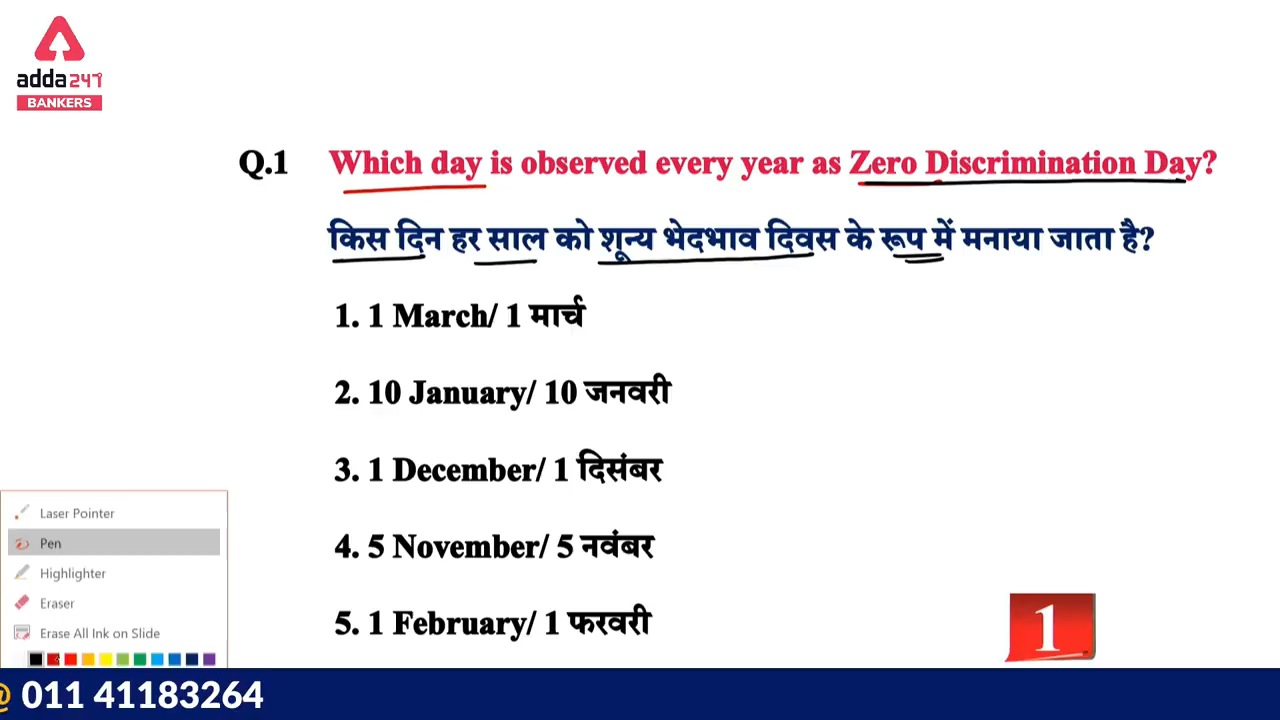 adda247
BANKERS
Q.1 Which day is observed every year as Zero Discrimination Day?
किस दिन हर साल को शून्य भेदभाव दिवस के रूप में मनाया जाता है?
1. 1 March/ 1 मार्च
2. 10 January/ 10 जनवरी
3. 1 December/ 1 दिसंबर
4. 5 November/ 5 नवंबर
5. 1 February/ 1 फरवरी
Laser Pointer
Pen
Highlighter
Eraser
Erase All Ink on Slide
1
@ 011 41183264